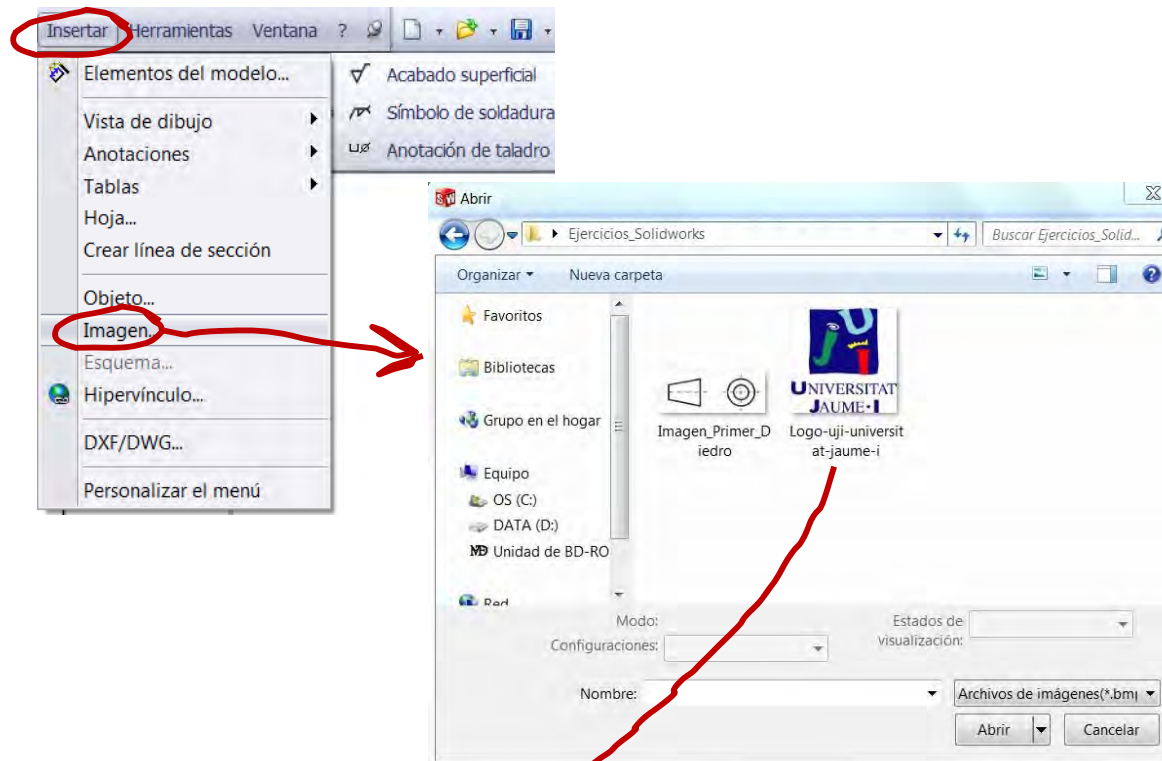 Insertar Herramientas Ventana ?
Elementos del modelo...
Vista de dibujo
Anotaciones
Tablas
Hoja...
Crear línea de sección
Objeto...
Imagen...
Esquema...
Hipervínculo...
DXF/DWG...
Personalizar el menú
Acabado superficial
Símbolo de soldadura
Anotación de taladro
Abrir
Ejercicios_Solidworks
Buscar Ejercicios_Solid...
Organizar
Nueva carpeta
Favoritos
Bibliotecas
Grupo en el hogar
Equipo
OS (C:)
DATA (D:)
Unidad de BD-RO
Red
Imagen_Primer_D
iedro
UNIVERSITAT
JAUME·I
Logo-uji-universit
at-jaume-i
Modo:
Configuraciones:
Estados de
visualización:
Nombre:
Archivos de imágenes(*.bm
Abrir
Cancelar